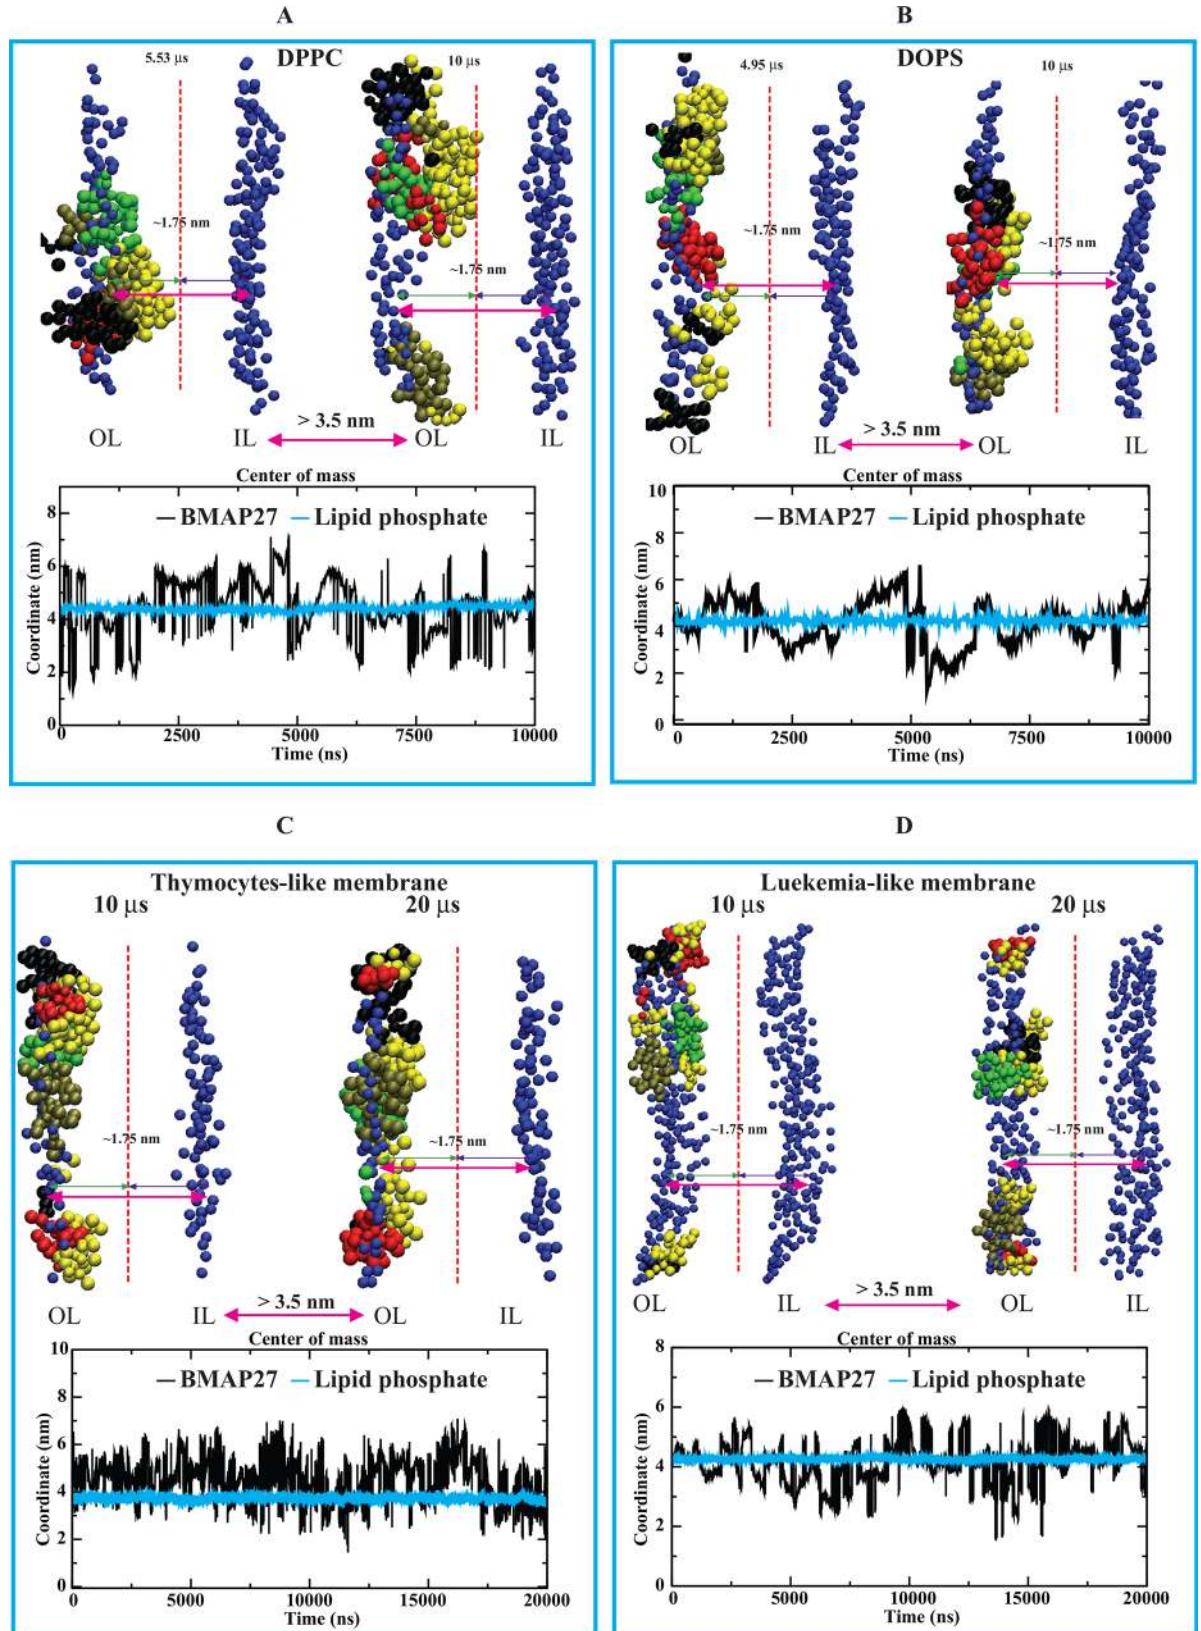 A
5.53 µs
DPPC
10 µs
~1.75 nm
~1.75 nm
> 3.5 nm
OL
IL
OL
IL
Center of mass
BMAP27
Lipid phosphate
Coordinate (nm)
8
6
4
2
0
0
2500
5000
7500
10000
Time (ns)
B
4.95 µs
DOPS
10 µs
~1.75 nm
~1.75 nm
> 3.5 nm
OL
IL
OL
IL
Center of mass
BMAP27
Lipid phosphate
Coordinate (nm)
10
8
6
4
2
0
0
2500
5000
7500
10000
Time (ns)
C
Thymocytes-like membrane
10 µs
20 µs
~1.75 nm
~1.75 nm
> 3.5 nm
OL
IL
OL
IL
Center of mass
BMAP27
Lipid phosphate
Coordinate (nm)
10
8
6
4
2
0
0
5000
10000
15000
20000
Time (ns)
D
Luekemia-like membrane
10 µs
20 µs
~1.75 nm
~1.75 nm
> 3.5 nm
OL
IL
OL
IL
Center of mass
BMAP27
Lipid phosphate
Coordinate (nm)
8
6
4
2
0
0
5000
10000
15000
20000
Time (ns)